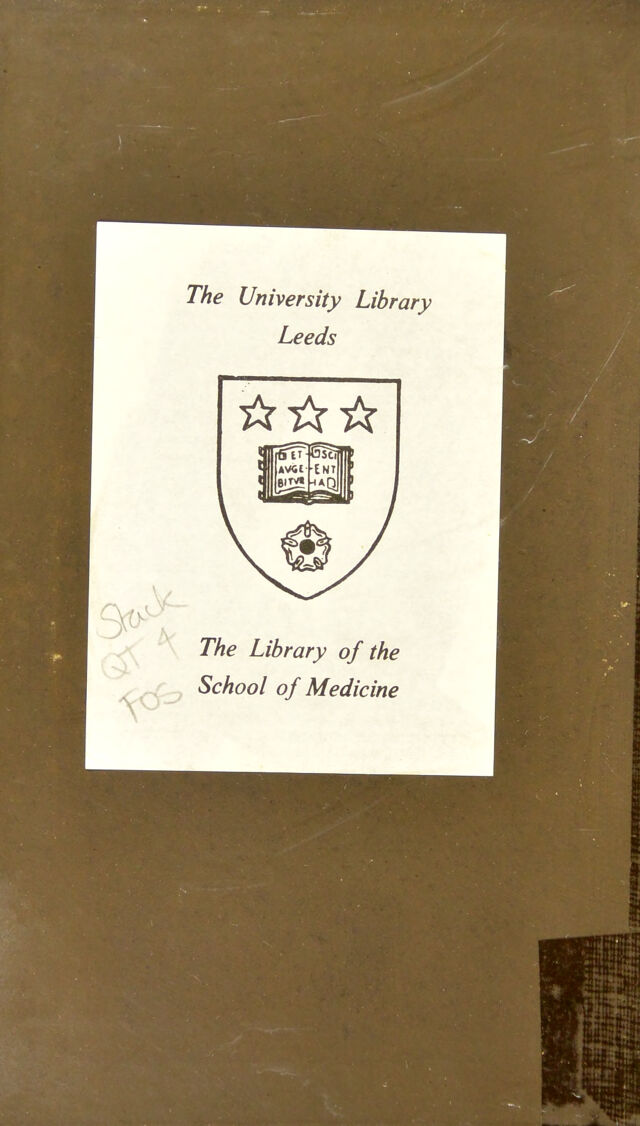 The University Library
Leeds
ET SCI
AVGE ENT
BITVR IAD
Stack
QT 4
FOS
The Library of the
School of Medicine